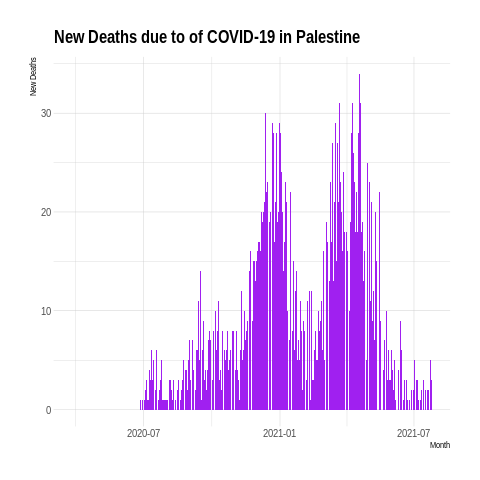 New Deaths due to of COVID-19 in Palestine
New Deaths
30
20
10
0
2020-07
2021-01
2021-07
Month